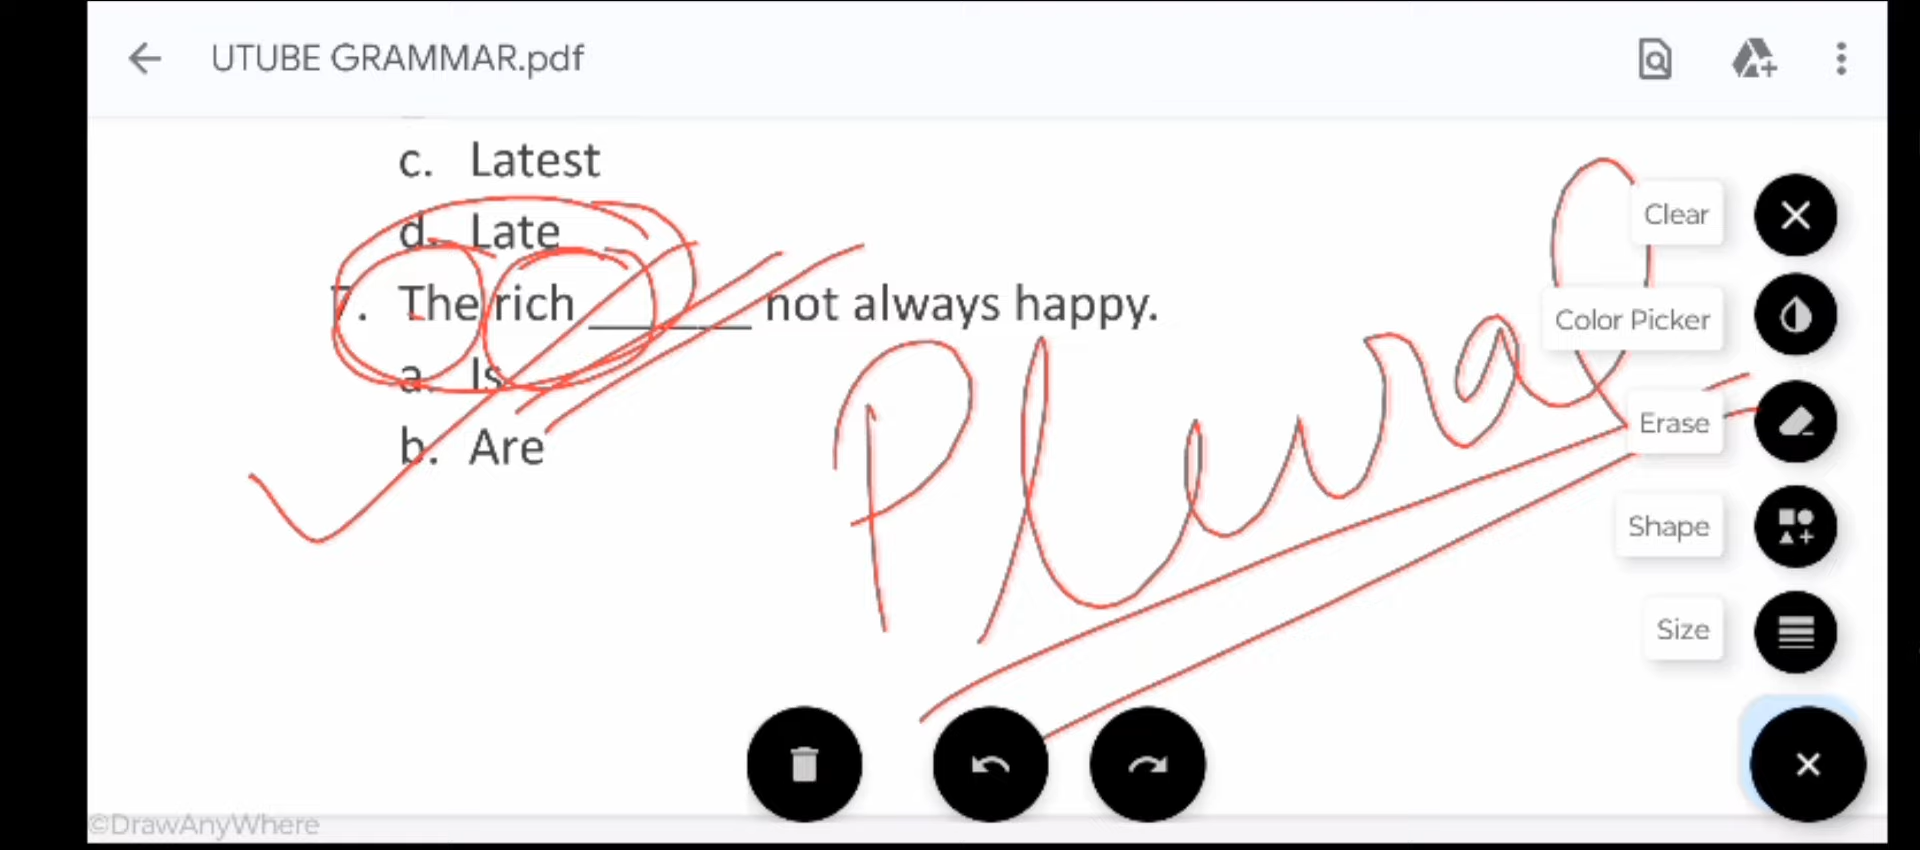 UTUBE GRAMMAR.pdf
c. Latest
d. Late
7. The rich ______ not always happy.
a. Is
b. Are
Plural
Clear
Color Picker
Erase
Shape
Size
©DrawAnyWhere